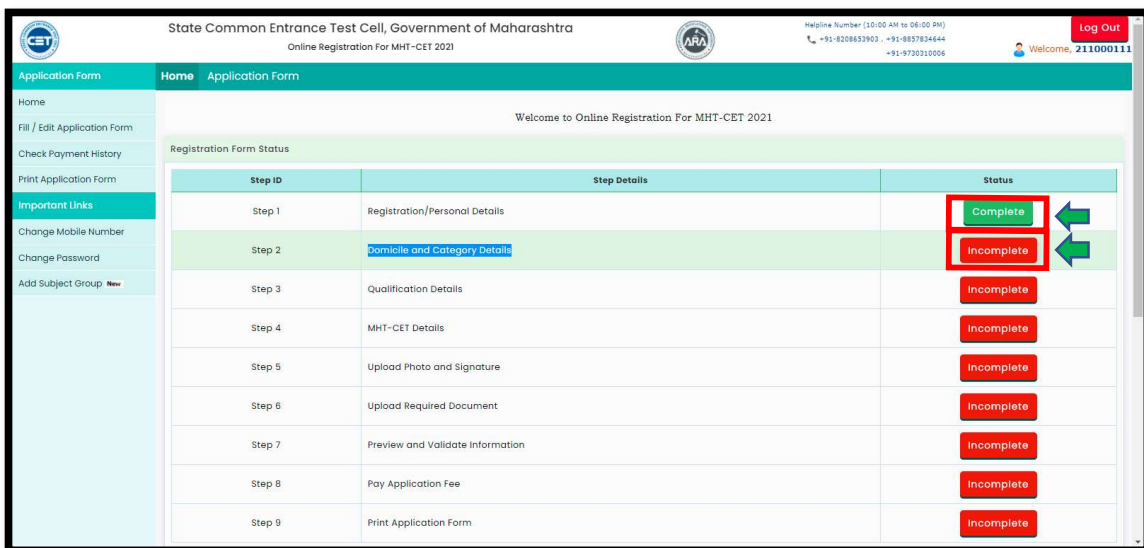 CET
State Common Entrance Test Cell, Government of Maharashtra
Online Registration For MHT-CET 2021
ARA
Helpline Number (10:00 AM to 06:00 PM)
+91-8208653903 , +91-8857834644
+91-9730310006
Log Out
Welcome, 211000111
Application Form
Home Application Form
Home
Fill / Edit Application Form
Check Payment History
Print Application Form
Important Links
Change Mobile Number
Change Password
Add Subject Group New
Welcome to Online Registration For MHT-CET 2021
Registration Form Status
Step ID Step Details Status
Step 1 Registration/Personal Details Complete
Step 2 Domicile and Category Details Incomplete
Step 3 Qualification Details Incomplete
Step 4 MHT-CET Details Incomplete
Step 5 Upload Photo and Signature Incomplete
Step 6 Upload Required Document Incomplete
Step 7 Preview and Validate Information Incomplete
Step 8 Pay Application Fee Incomplete
Step 9 Print Application Form Incomplete